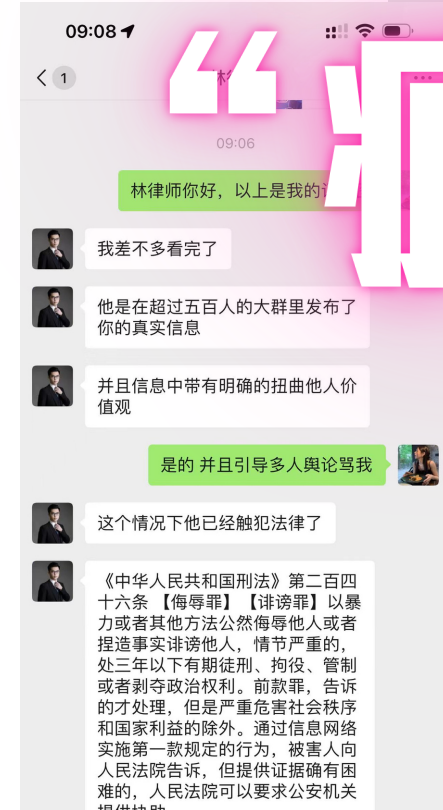 09:08
1
“
09:06
林律师你好，以上是我的
我差不多看完了
他是在超过五百人的大群里发布了
你的真实信息
并且信息中带有明确的扭曲他人价
值观
是的 并且引导多人舆论骂我
这个情况下他已经触犯法律了
《中华人民共和国刑法》第二百四
十六条 【侮辱罪】【诽谤罪】以暴
力或者其他方法公然侮辱他人或者
捏造事实诽谤他人，情节严重的，
处三年以下有期徒刑、拘役、管制
或者剥夺政治权利。前款罪，告诉
的才处理，但是严重危害社会秩序
和国家利益的除外。通过信息网络
实施第一款规定的行为，被害人向
人民法院告诉，但提供证据确有困
难的，人民法院可以要求公安机关
提供协助